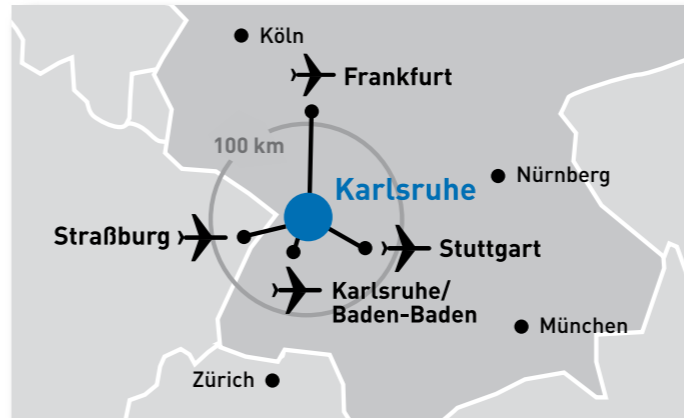 Köln
Frankfurt
100 km
Karlsruhe
Nürnberg
Straßburg
Stuttgart
Karlsruhe/
Baden-Baden
München
Zürich